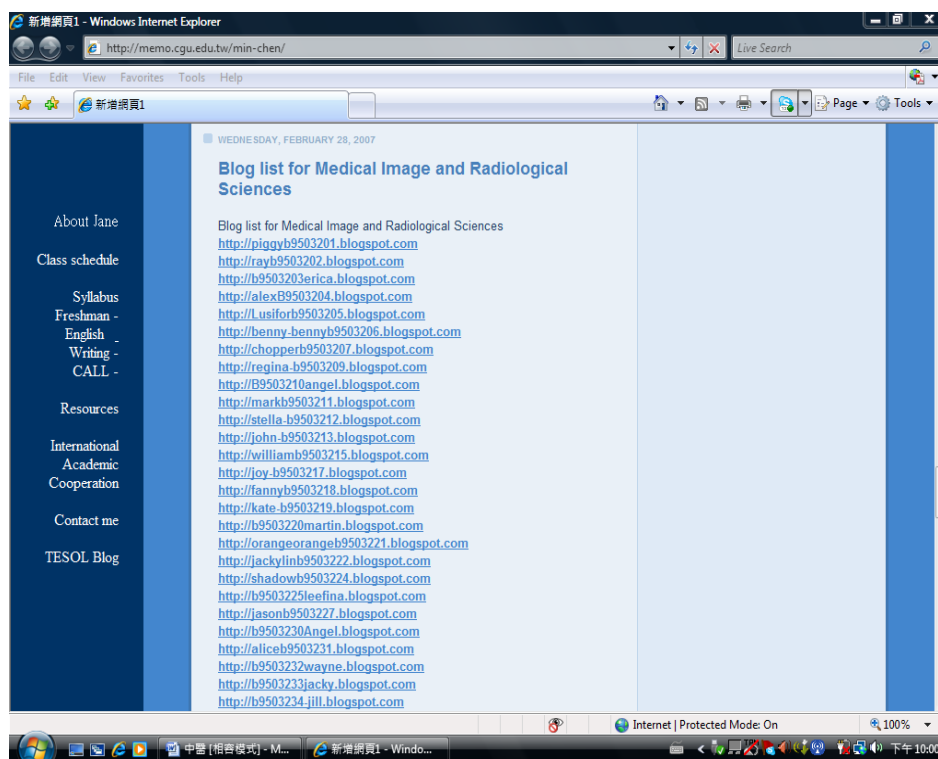 新增網頁1 - Windows Internet Explorer
http://memo.cgu.edu.tw/min-chen/
Live Search
File Edit View Favorites Tools Help
新增網頁1
Page
Tools
WEDNESDAY, FEBRUARY 28, 2007
Blog list for Medical Image and Radiological
Sciences
About Jane
Class schedule
Syllabus
Freshman -
English _
Writing -
CALL -
Resources
International
Academic
Cooperation
Contact me
TESOL Blog
Blog list for Medical Image and Radiological Sciences
http://piggyb9503201.blogspot.com
http://rayb9503202.blogspot.com
http://b9503203erica.blogspot.com
http://alexB9503204.blogspot.com
http://Lusiforb9503205.blogspot.com
http://benny-bennyb9503206.blogspot.com
http://chopperb9503207.blogspot.com
http://regina-b9503209.blogspot.com
http://B9503210angel.blogspot.com
http://markb9503211.blogspot.com
http://stella-b9503212.blogspot.com
http://john-b9503213.blogspot.com
http://williamb9503215.blogspot.com
http://joy-b9503217.blogspot.com
http://fannyb9503218.blogspot.com
http://kate-b9503219.blogspot.com
http://b9503220martin.blogspot.com
http://orangeorangeb9503221.blogspot.com
http://jackylinb9503222.blogspot.com
http://shadowb9503224.blogspot.com
http://b9503225leefina.blogspot.com
http://jasonb9503227.blogspot.com
http://b9503230Angel.blogspot.com
http://aliceb9503231.blogspot.com
http://b9503232wayne.blogspot.com
http://b9503233jacky.blogspot.com
http://b9503234-jill.blogspot.com
Internet | Protected Mode: On
100%
中醫 [相容模式] - M...
新增網頁1 - Windo...
下午 10:00